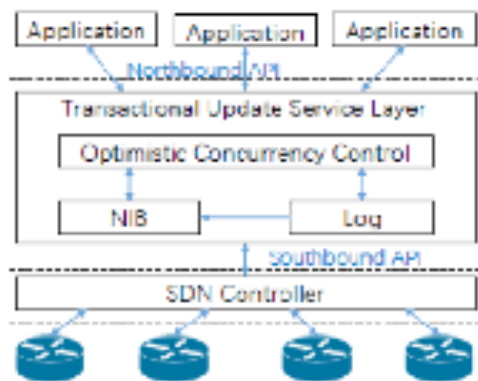 Application Application Application
Northbound API
Transactional Update Service Layer
Optimistic Concurrency Control
NIB Log
Southbound API
SDN Controller